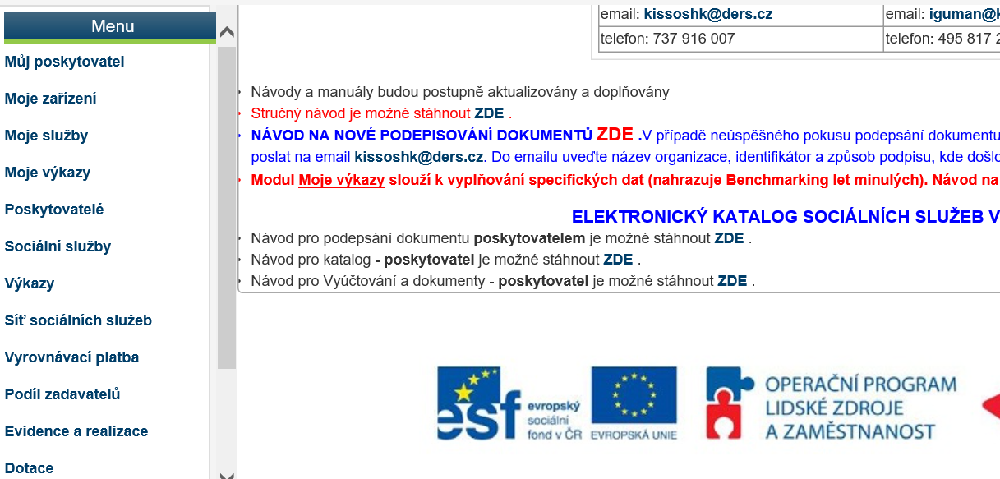 Menu
Můj poskytovatel
Moje zařízení
Moje služby
Moje výkazy
Poskytovatelé
Sociální služby
Výkazy
Síť sociálních služeb
Vyrovnávací platba
Podíl zadavatelů
Evidence a realizace
Dotace
email: kissoshk@ders.cz
email: iguman@k
telefon: 737 916 007
telefon: 495 817 2
Návody a manuály budou postupně aktualizovány a doplňovány
Stručný návod je možné stáhnout ZDE .
NÁVOD NA NOVÉ PODEPISOVÁNÍ DOKUMENTŮ ZDE .V případě neúspěšného pokusu podepsání dokumentu
poslat na email kissoshk@ders.cz. Do emailu uveďte název organizace, identifikátor a způsob podpisu, kde došlo
Modul Moje výkazy slouží k vyplňování specifických dat (nahrazuje Benchmarking let minulých). Návod na
ELEKTRONICKÝ KATALOG SOCIÁLNÍCH SLUŽEB V
Návod pro podepsání dokumentu poskytovatelem je možné stáhnout ZDE .
Návod pro katalog - poskytovatel je možné stáhnout ZDE .
Návod pro Vyúčtování a dokumenty - poskytovatel je možné stáhnout ZDE .
esf
evropský
sociální
fond v ČR
EVROPSKÁ UNIE
OPERAČNÍ PROGRAM
LIDSKÉ ZDROJE
A ZAMĚSTNANOST